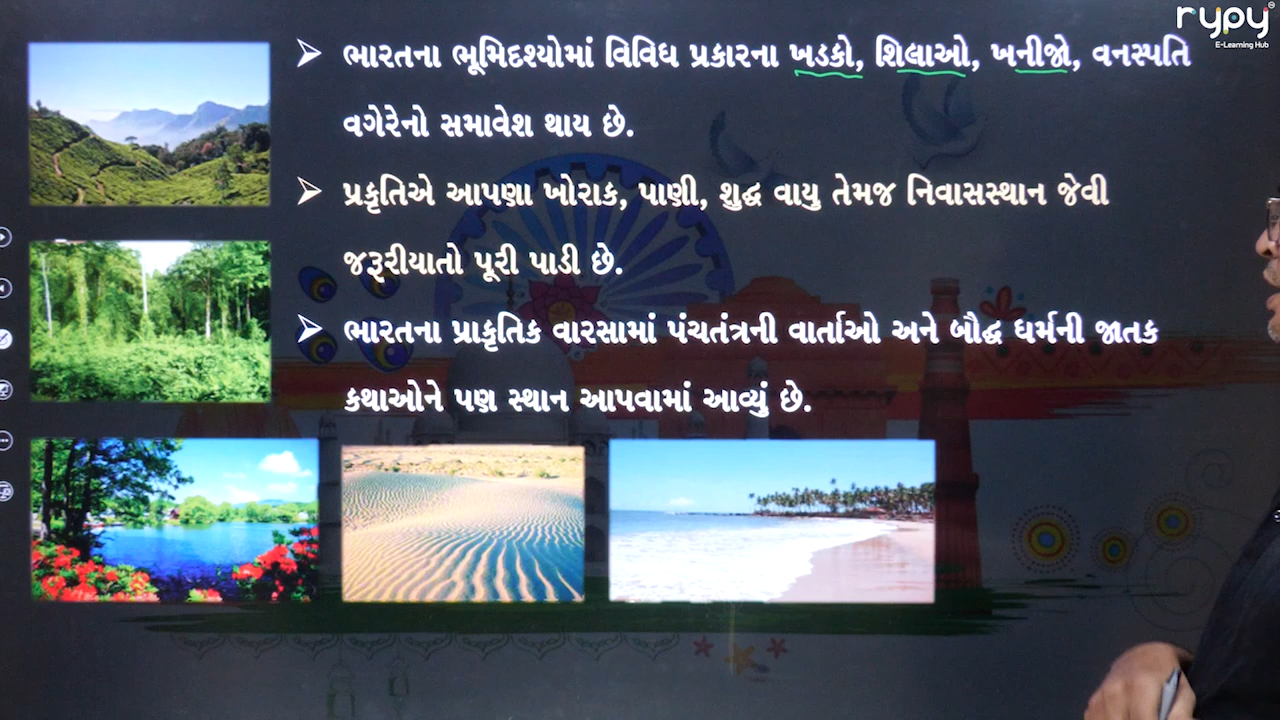 rypy
E-Learning Hub
➢ ભારતના ભૂમિદશ્યોમાં વિવિધ પ્રકારના ખડકો, શિલાઓ, ખનીજો, વનસ્પતિ
વગેરેનો સમાવેશ થાય છે.
➢ પ્રકૃતિએ આપણા ખોરાક, પાણી, શુદ્ધ વાયુ તેમજ નિવાસસ્થાન જેવી
જરૂરીયાતો પૂરી પાડી છે.
➢ ભારતના પ્રાકૃતિક વારસામાં પંચતંત્રની વાર્તાઓ અને બૌદ્ધ ધર્મની જાતક
કથાઓને પણ સ્થાન આપવામાં આવ્યું છે.